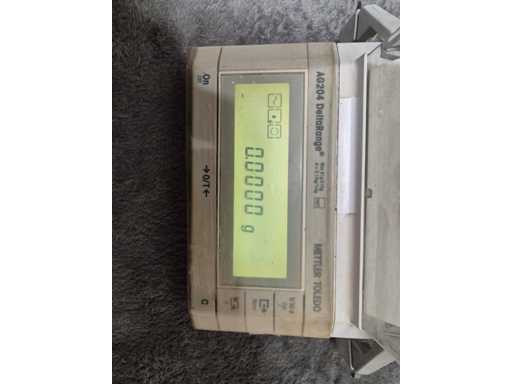 AG204 DeltaRange®
METTLER TOLEDO
0.0000 g
On
→0/T←
C